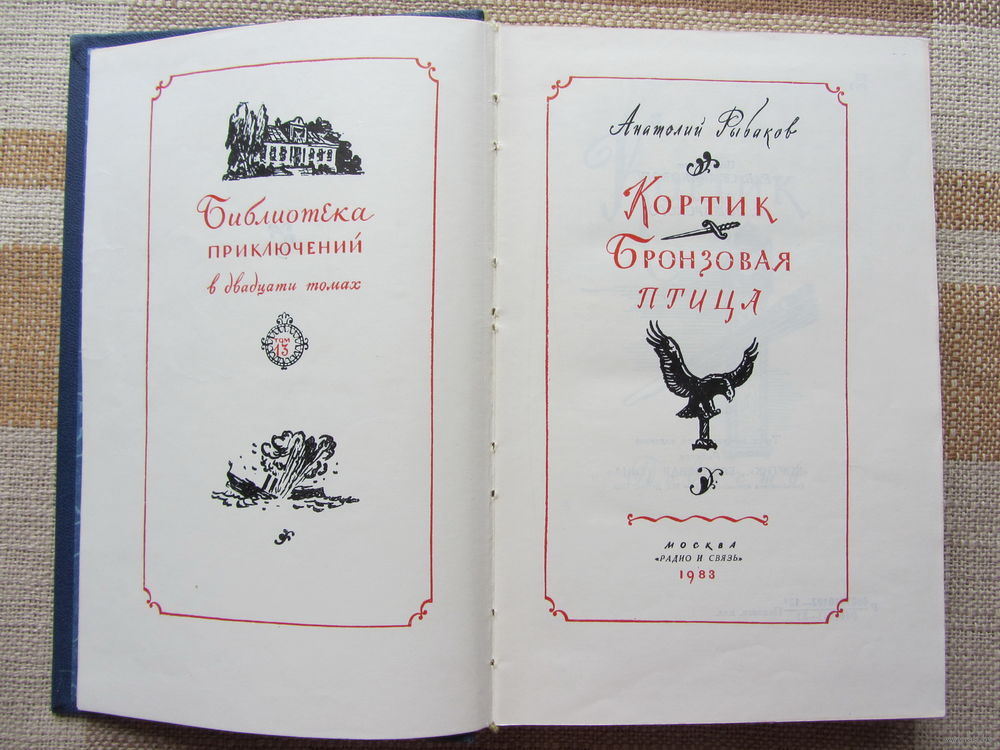 Библиотека
приключений
в двадцати томах
том
13
Анатолий Рыбаков
Кортик
Бронзовая
птица
Москва
«Радио и связь»
1983